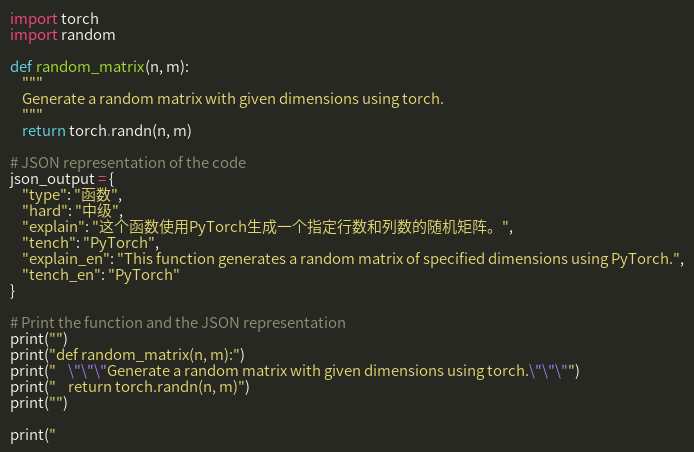 import torch
import random

def random_matrix(n, m):
    """
    Generate a random matrix with given dimensions using torch.
    """
    return torch.randn(n, m)

# JSON representation of the code
json_output = {
    "type": "函数",
    "hard": "中级",
    "explain": "这个函数使用PyTorch生成一个指定行数和列数的随机矩阵。",
    "tench": "PyTorch",
    "explain_en": "This function generates a random matrix of specified dimensions using PyTorch.",
    "tench_en": "PyTorch"
}

# Print the function and the JSON representation
print("")
print("def random_matrix(n, m):")
print("    \"\"\"Generate a random matrix with given dimensions using torch.\"\"\"")
print("    return torch.randn(n, m)")
print("")

print("